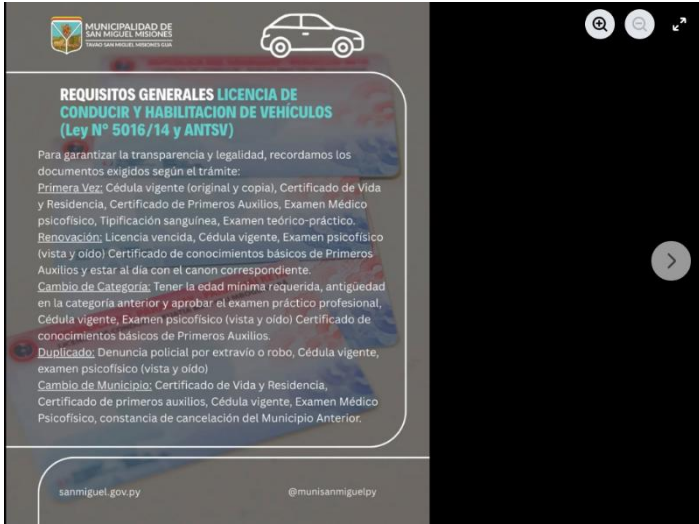 MUNICIPALIDAD DE
SAN MIGUEL MISIONES
TAVAO SAN MIGUEL MISIONES GUA
REQUISITOS GENERALES LICENCIA DE
CONDUCIR Y HABILITACION DE VEHÍCULOS
(Ley N° 5016/14 y ANTSV)
Para garantizar la transparencia y legalidad, recordamos los
documentos exigidos según el trámite:
Primera Vez: Cédula vigente (original y copia), Certificado de Vida
y Residencia, Certificado de Primeros Auxilios, Examen Médico
psicofísico, Tipificación sanguínea, Examen teórico-práctico.
Renovación: Licencia vencida, Cédula vigente, Examen psicofísico
(vista y oído) Certificado de conocimientos básicos de Primeros
Auxilios y estar al día con el canon correspondiente.
Cambio de Categoría: Tener la edad mínima requerida, antigüedad
en la categoría anterior y aprobar el examen práctico profesional,
Cédula vigente, Examen psicofísico (vista y oído) Certificado de
conocimientos básicos de Primeros Auxilios.
Duplicado: Denuncia policial por extravío o robo, Cédula vigente,
examen psicofísico (vista y oído)
Cambio de Municipio: Certificado de Vida y Residencia,
Certificado de primeros auxilios, Cédula vigente, Examen Médico
Psicofísico, constancia de cancelación del Municipio Anterior.
sanmiguel.gov.py
@munisanmiguelpy